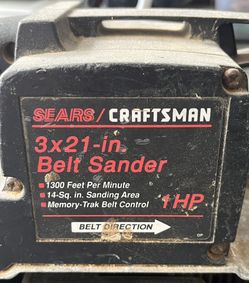 SEARS/CRAFTSMAN
3x21-in.
Belt Sander
•1300 Feet Per Minute
•14-Sq. in. Sanding Area
•Memory-Trak Belt Control
1HP
BELT DIRECTION